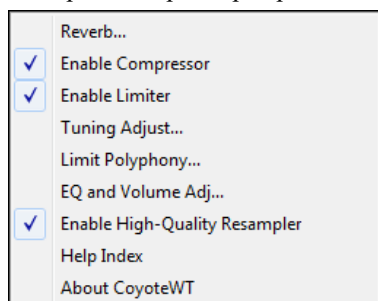 Reverb...
Enable Compressor
Enable Limiter
Tuning Adjust...
Limit Polyphony...
EQ and Volume Adj...
Enable High-Quality Resampler
Help Index
About CoyoteWT